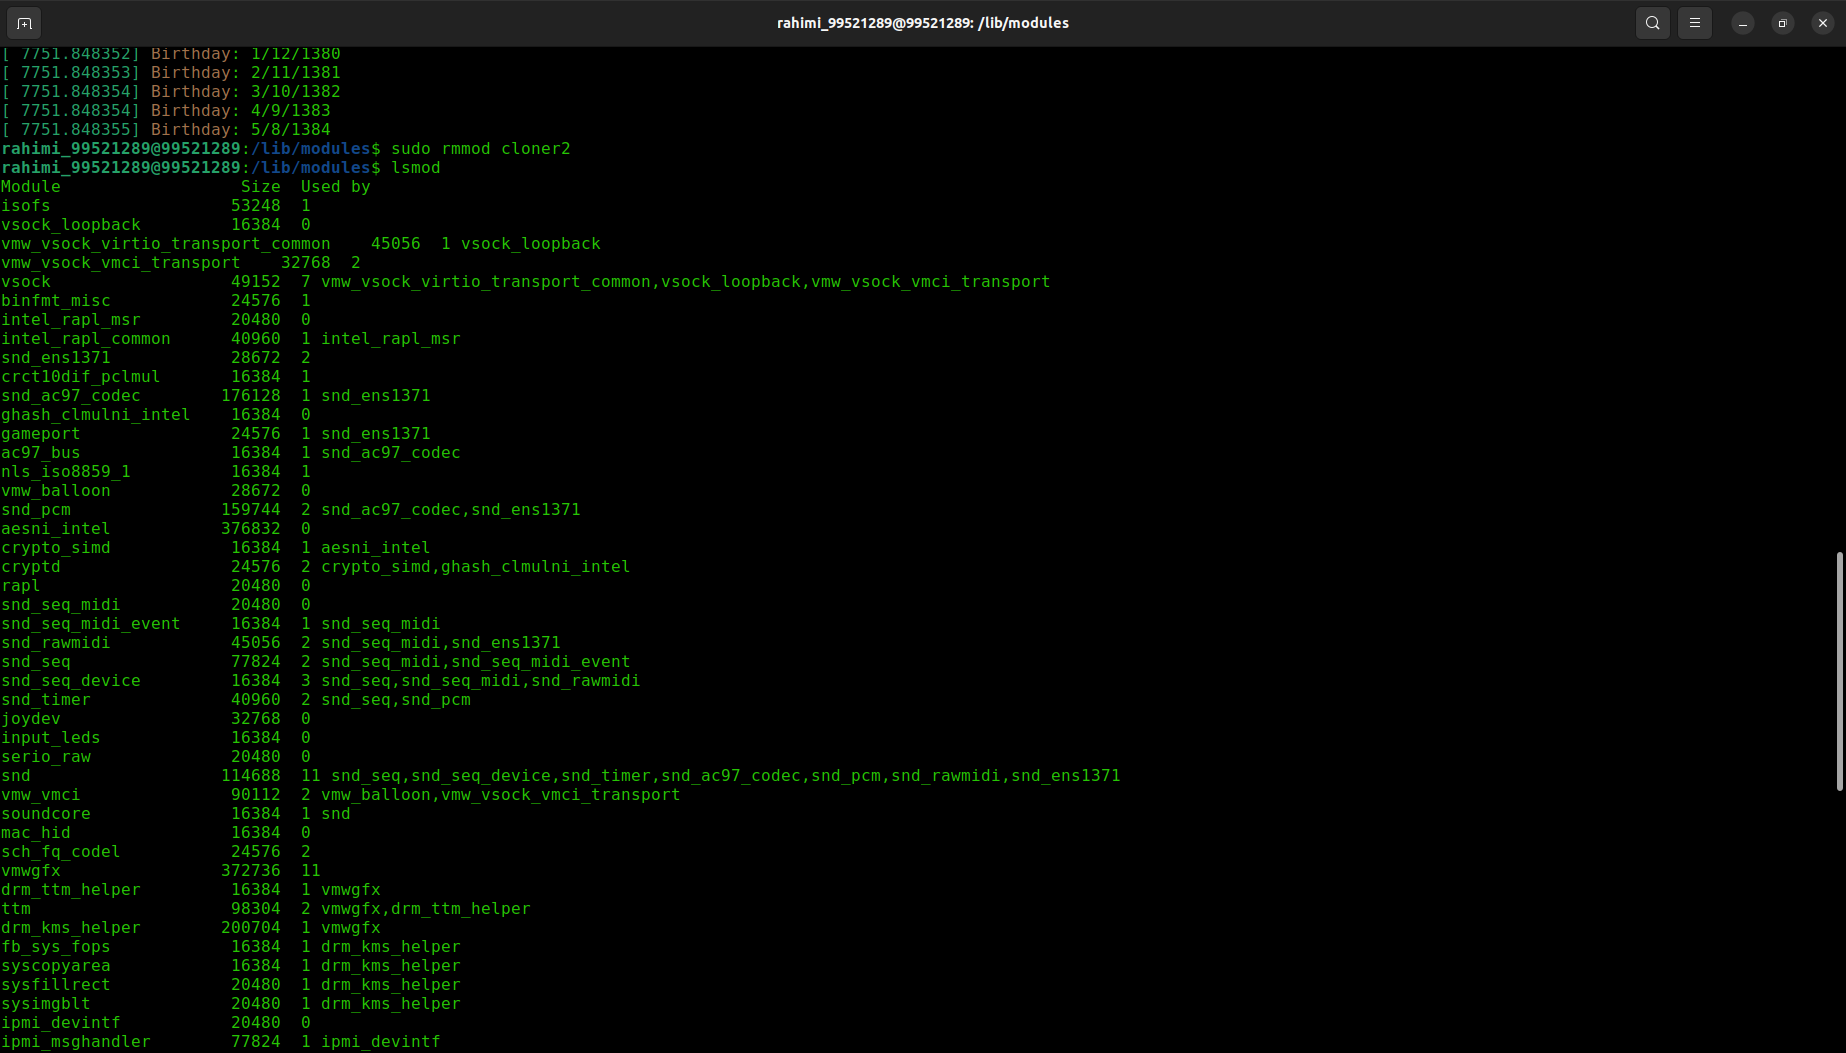 rahimi_99521289@99521289: /lib/modules
[ 7751.848352] Birthday: 1/12/1380
[ 7751.848353] Birthday: 2/11/1381
[ 7751.848354] Birthday: 3/10/1382
[ 7751.848354] Birthday: 4/9/1383
[ 7751.848355] Birthday: 5/8/1384
rahimi_99521289@99521289:/lib/modules$ sudo rmmod cloner2
rahimi_99521289@99521289:/lib/modules$ lsmod
Module                  Size  Used by
isofs                  53248  1
vsock_loopback         16384  0
vmw_vsock_virtio_transport_common    45056  1 vsock_loopback
vmw_vsock_vmci_transport    32768  2
vsock                  49152  7 vmw_vsock_virtio_transport_common,vsock_loopback,vmw_vsock_vmci_transport
binfmt_misc            24576  1
intel_rapl_msr         20480  0
intel_rapl_common      40960  1 intel_rapl_msr
snd_ens1371            28672  2
crct10dif_pclmul       16384  1
snd_ac97_codec        176128  1 snd_ens1371
ghash_clmulni_intel    16384  0
gameport               24576  1 snd_ens1371
ac97_bus               16384  1 snd_ac97_codec
nls_iso8859_1          16384  1
vmw_balloon            28672  0
snd_pcm               159744  2 snd_ac97_codec,snd_ens1371
aesni_intel           376832  0
crypto_simd            16384  1 aesni_intel
cryptd                 24576  2 crypto_simd,ghash_clmulni_intel
rapl                   20480  0
snd_seq_midi           20480  0
snd_seq_midi_event     16384  1 snd_seq_midi
snd_rawmidi            45056  2 snd_seq_midi,snd_ens1371
snd_seq                77824  2 snd_seq_midi,snd_seq_midi_event
snd_seq_device         16384  3 snd_seq,snd_seq_midi,snd_rawmidi
snd_timer              40960  2 snd_seq,snd_pcm
joydev                 32768  0
input_leds             16384  0
serio_raw              20480  0
snd                   114688  11 snd_seq,snd_seq_device,snd_timer,snd_ac97_codec,snd_pcm,snd_rawmidi,snd_ens1371
vmw_vmci               90112  2 vmw_balloon,vmw_vsock_vmci_transport
soundcore              16384  1 snd
mac_hid                16384  0
sch_fq_codel           24576  2
vmwgfx                372736  11
drm_ttm_helper         16384  1 vmwgfx
ttm                    98304  2 vmwgfx,drm_ttm_helper
drm_kms_helper        200704  1 vmwgfx
fb_sys_fops            16384  1 drm_kms_helper
syscopyarea            16384  1 drm_kms_helper
sysfillrect            20480  1 drm_kms_helper
sysimgblt              20480  1 drm_kms_helper
ipmi_devintf           20480  0
ipmi_msghandler        77824  1 ipmi_devintf